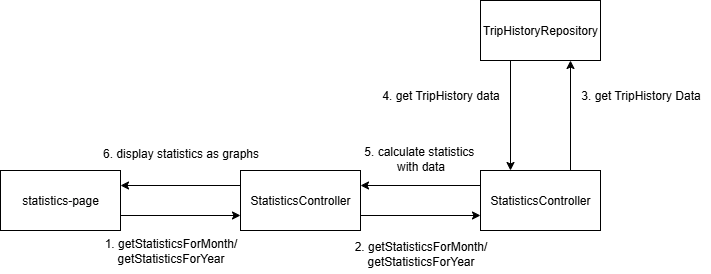 TripHistoryRepository
4. get TripHistory data
3. get TripHistory Data
6. display statistics as graphs
5. calculate statistics
with data
statistics-page
StatisticsController
StatisticsController
1. getStatisticsForMonth/
getStatisticsForYear
2. getStatisticsForMonth/
getStatisticsForYear